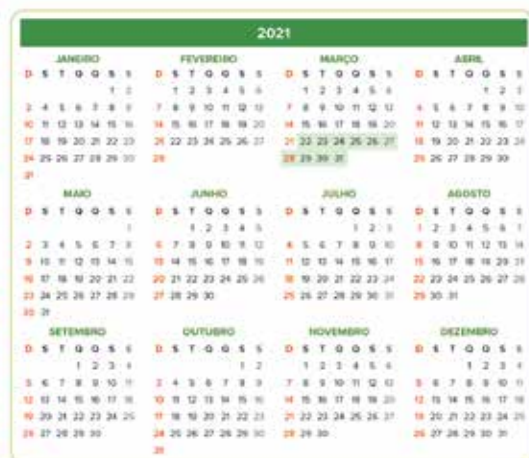 2021
JANEIRO
D S T Q Q S S
1 2
3 4 5 6 7 8 9
10 11 12 13 14 15 16
17 18 19 20 21 22 23
24 25 26 27 28 29 30
31
FEVEREIRO
D S T Q Q S S
1 2 3 4 5 6
7 8 9 10 11 12 13
14 15 16 17 18 19 20
21 22 23 24 25 26 27
28
MARÇO
D S T Q Q S S
1 2 3 4 5 6
7 8 9 10 11 12 13
14 15 16 17 18 19 20
21 22 23 24 25 26 27
28 29 30 31
ABRIL
D S T Q Q S S
1 2 3
4 5 6 7 8 9 10
11 12 13 14 15 16 17
18 19 20 21 22 23 24
25 26 27 28 29 30
MAIO
D S T Q Q S S
1
2 3 4 5 6 7 8
9 10 11 12 13 14 15
16 17 18 19 20 21 22
23 24 25 26 27 28 29
30 31
JUNHO
D S T Q Q S S
1 2 3 4 5
6 7 8 9 10 11 12
13 14 15 16 17 18 19
20 21 22 23 24 25 26
27 28 29 30
JULHO
D S T Q Q S S
1 2 3
4 5 6 7 8 9 10
11 12 13 14 15 16 17
18 19 20 21 22 23 24
25 26 27 28 29 30 31
AGOSTO
D S T Q Q S S
1 2 3 4 5 6 7
8 9 10 11 12 13 14
15 16 17 18 19 20 21
22 23 24 25 26 27 28
29 30 31
SETEMBRO
D S T Q Q S S
1 2 3 4
5 6 7 8 9 10 11
12 13 14 15 16 17 18
19 20 21 22 23 24 25
26 27 28 29 30
OUTUBRO
D S T Q Q S S
1 2
3 4 5 6 7 8 9
10 11 12 13 14 15 16
17 18 19 20 21 22 23
24 25 26 27 28 29 30
31
NOVEMBRO
D S T Q Q S S
1 2 3 4 5 6
7 8 9 10 11 12 13
14 15 16 17 18 19 20
21 22 23 24 25 26 27
28 29 30
DEZEMBRO
D S T Q Q S S
1 2 3 4
5 6 7 8 9 10 11
12 13 14 15 16 17 18
19 20 21 22 23 24 25
26 27 28 29 30 31